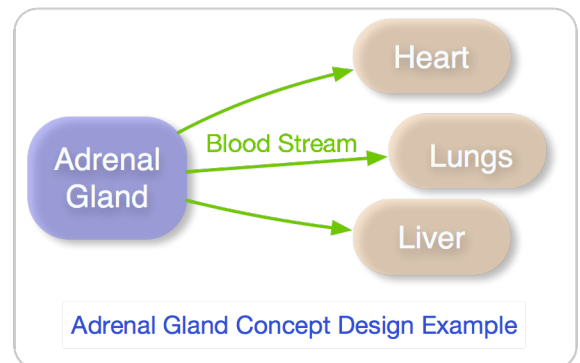 Heart
Blood Stream
Adrenal
Gland
Lungs
Liver
Adrenal Gland Concept Design Example